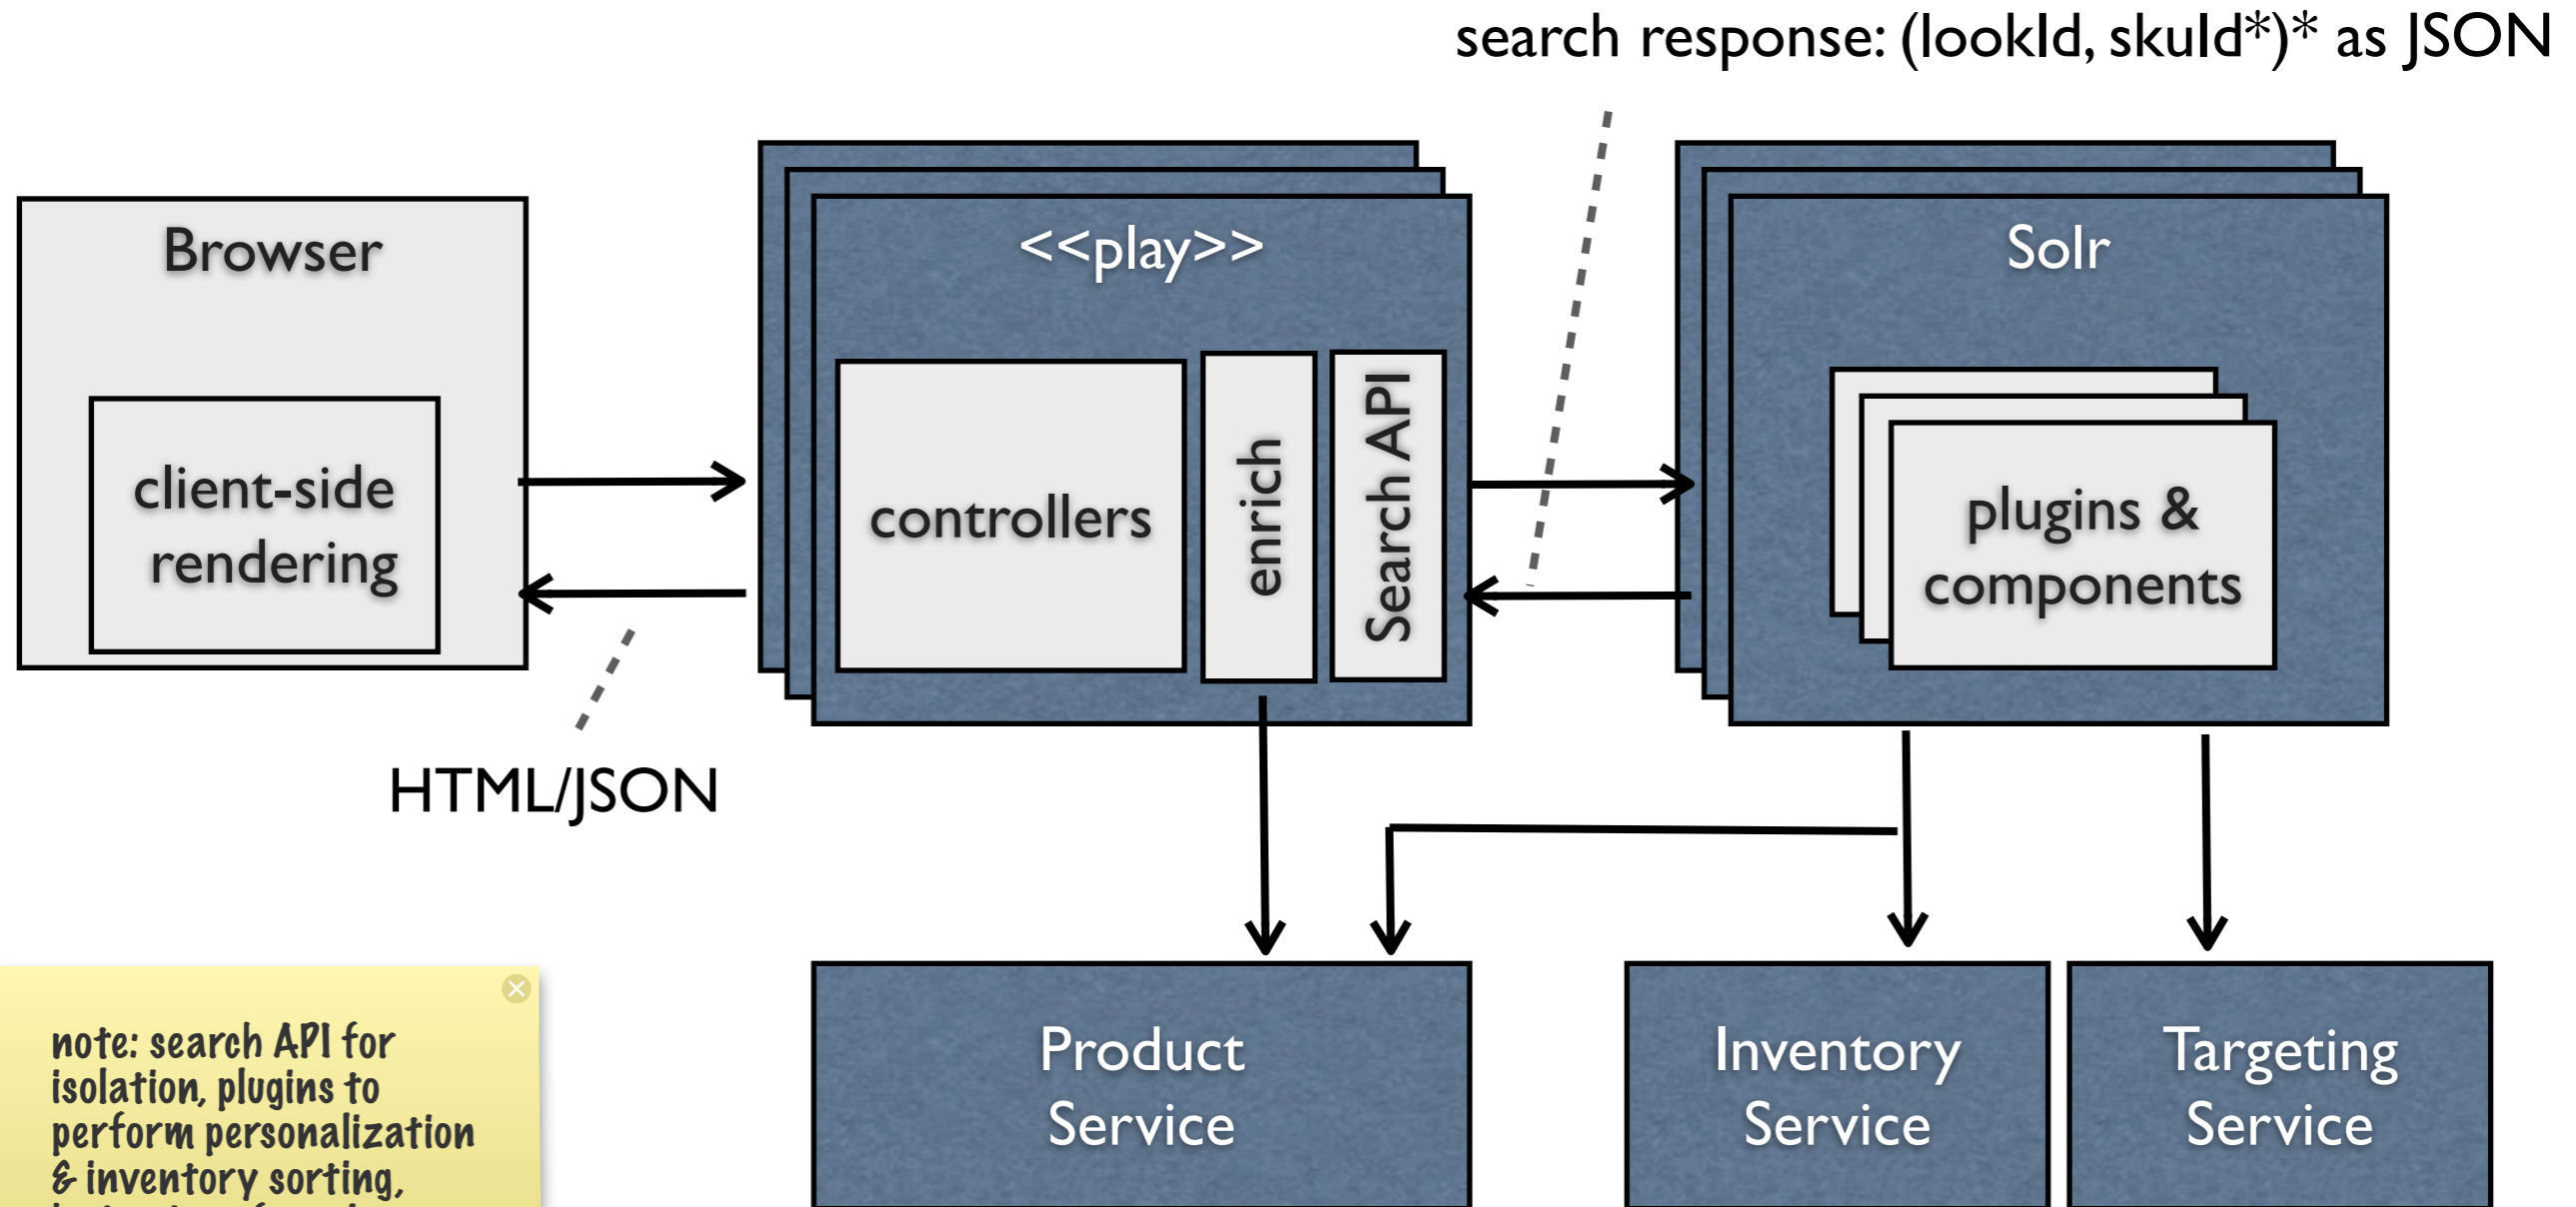 search response: (lookId, skuId*)* as JSON
Browser
client-side
rendering
<<play>>
controllers
enrich
Search API
Solr
plugins &
components
HTML/JSON
Product
Service
Inventory
Service
Targeting
Service
note: search API for
isolation, plugins to
perform personalization
& inventory sorting,